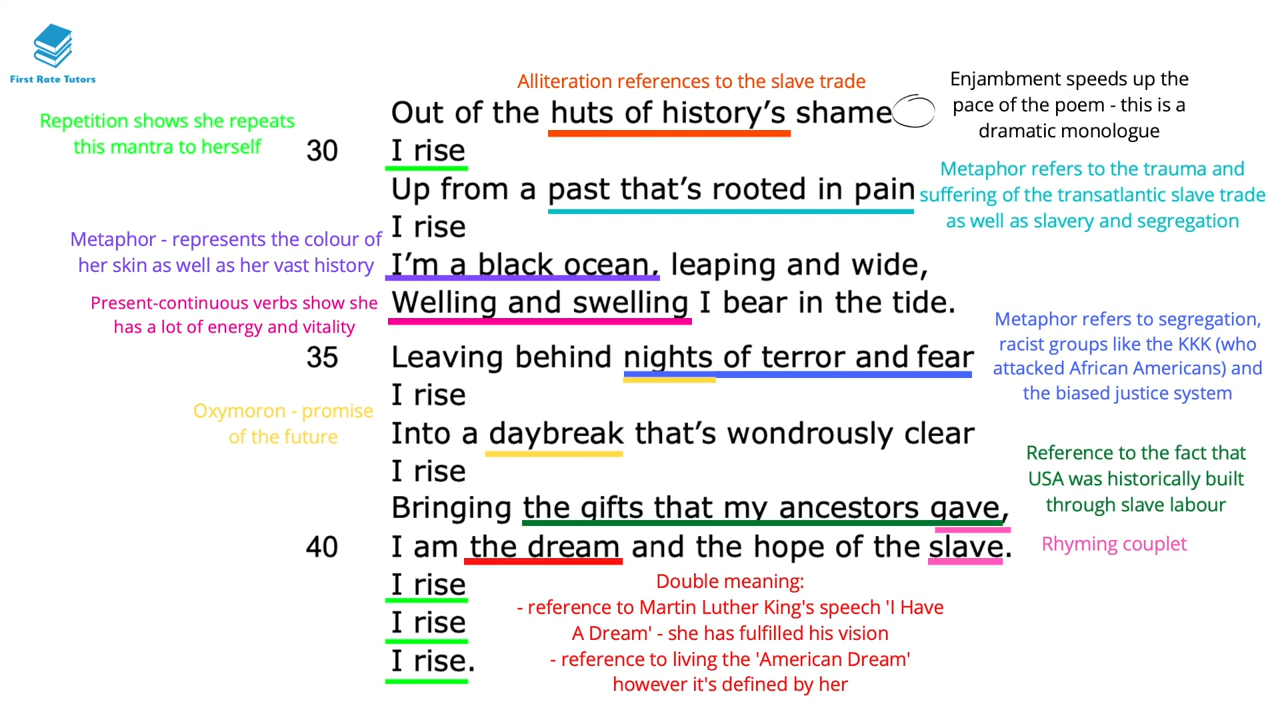 First Rate Tutors
Alliteration references to the slave trade
Enjambment speeds up the
pace of the poem - this is a
dramatic monologue
Repetition shows she repeats
this mantra to herself
Out of the huts of history's shame
30 I rise
Up from a past that's rooted in pain
Metaphor refers to the trauma and
suffering of the transatlantic slave trade
as well as slavery and segregation
I rise
Metaphor - represents the colour of
her skin as well as her vast history
I'm a black ocean, leaping and wide,
Present-continuous verbs show she
has a lot of energy and vitality
Welling and swelling I bear in the tide.
Metaphor refers to segregation,
racist groups like the KKK (who
attacked African Americans) and
the biased justice system
35 Leaving behind nights of terror and fear
I rise
Oxymoron - promise
of the future
Into a daybreak that's wondrously clear
I rise
Reference to the fact that
USA was historically built
through slave labour
Bringing the gifts that my ancestors gave,
40 I am the dream and the hope of the slave.
Rhyming couplet
I rise
I rise
I rise.
Double meaning:
- reference to Martin Luther King's speech 'I Have
A Dream' - she has fulfilled his vision
- reference to living the 'American Dream'
however it's defined by her